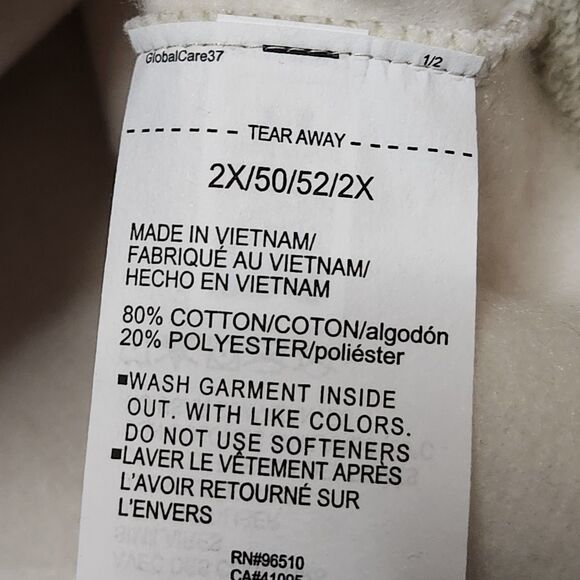 GlobalCare37
1/2
TEAR AWAY
2X/50/52/2X
MADE IN VIETNAM/
FABRIQUÉ AU VIETNAM/
HECHO EN VIETNAM
80% COTTON/COTON/algodón
20% POLYESTER/poliéster
■WASH GARMENT INSIDE
OUT. WITH LIKE COLORS.
DO NOT USE SOFTENERS
■LAVER LE VÊTEMENT APRÈS
L'AVOIR RETOURNÉ SUR
L'ENVERS
RN#96510